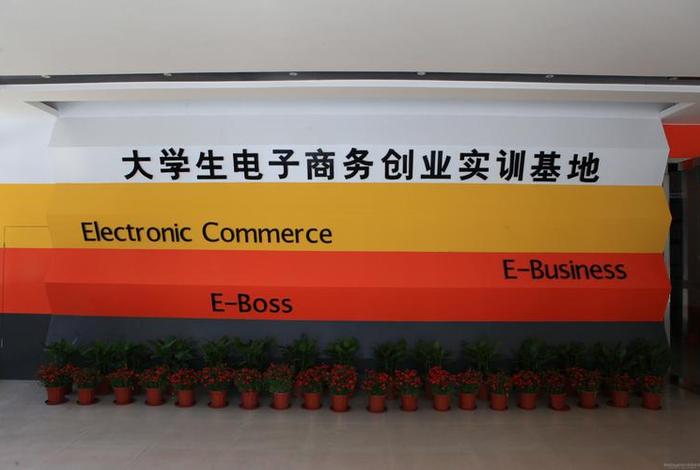 大学生电子商务创业实训基地
Electronic Commerce
E-Business
E-Boss